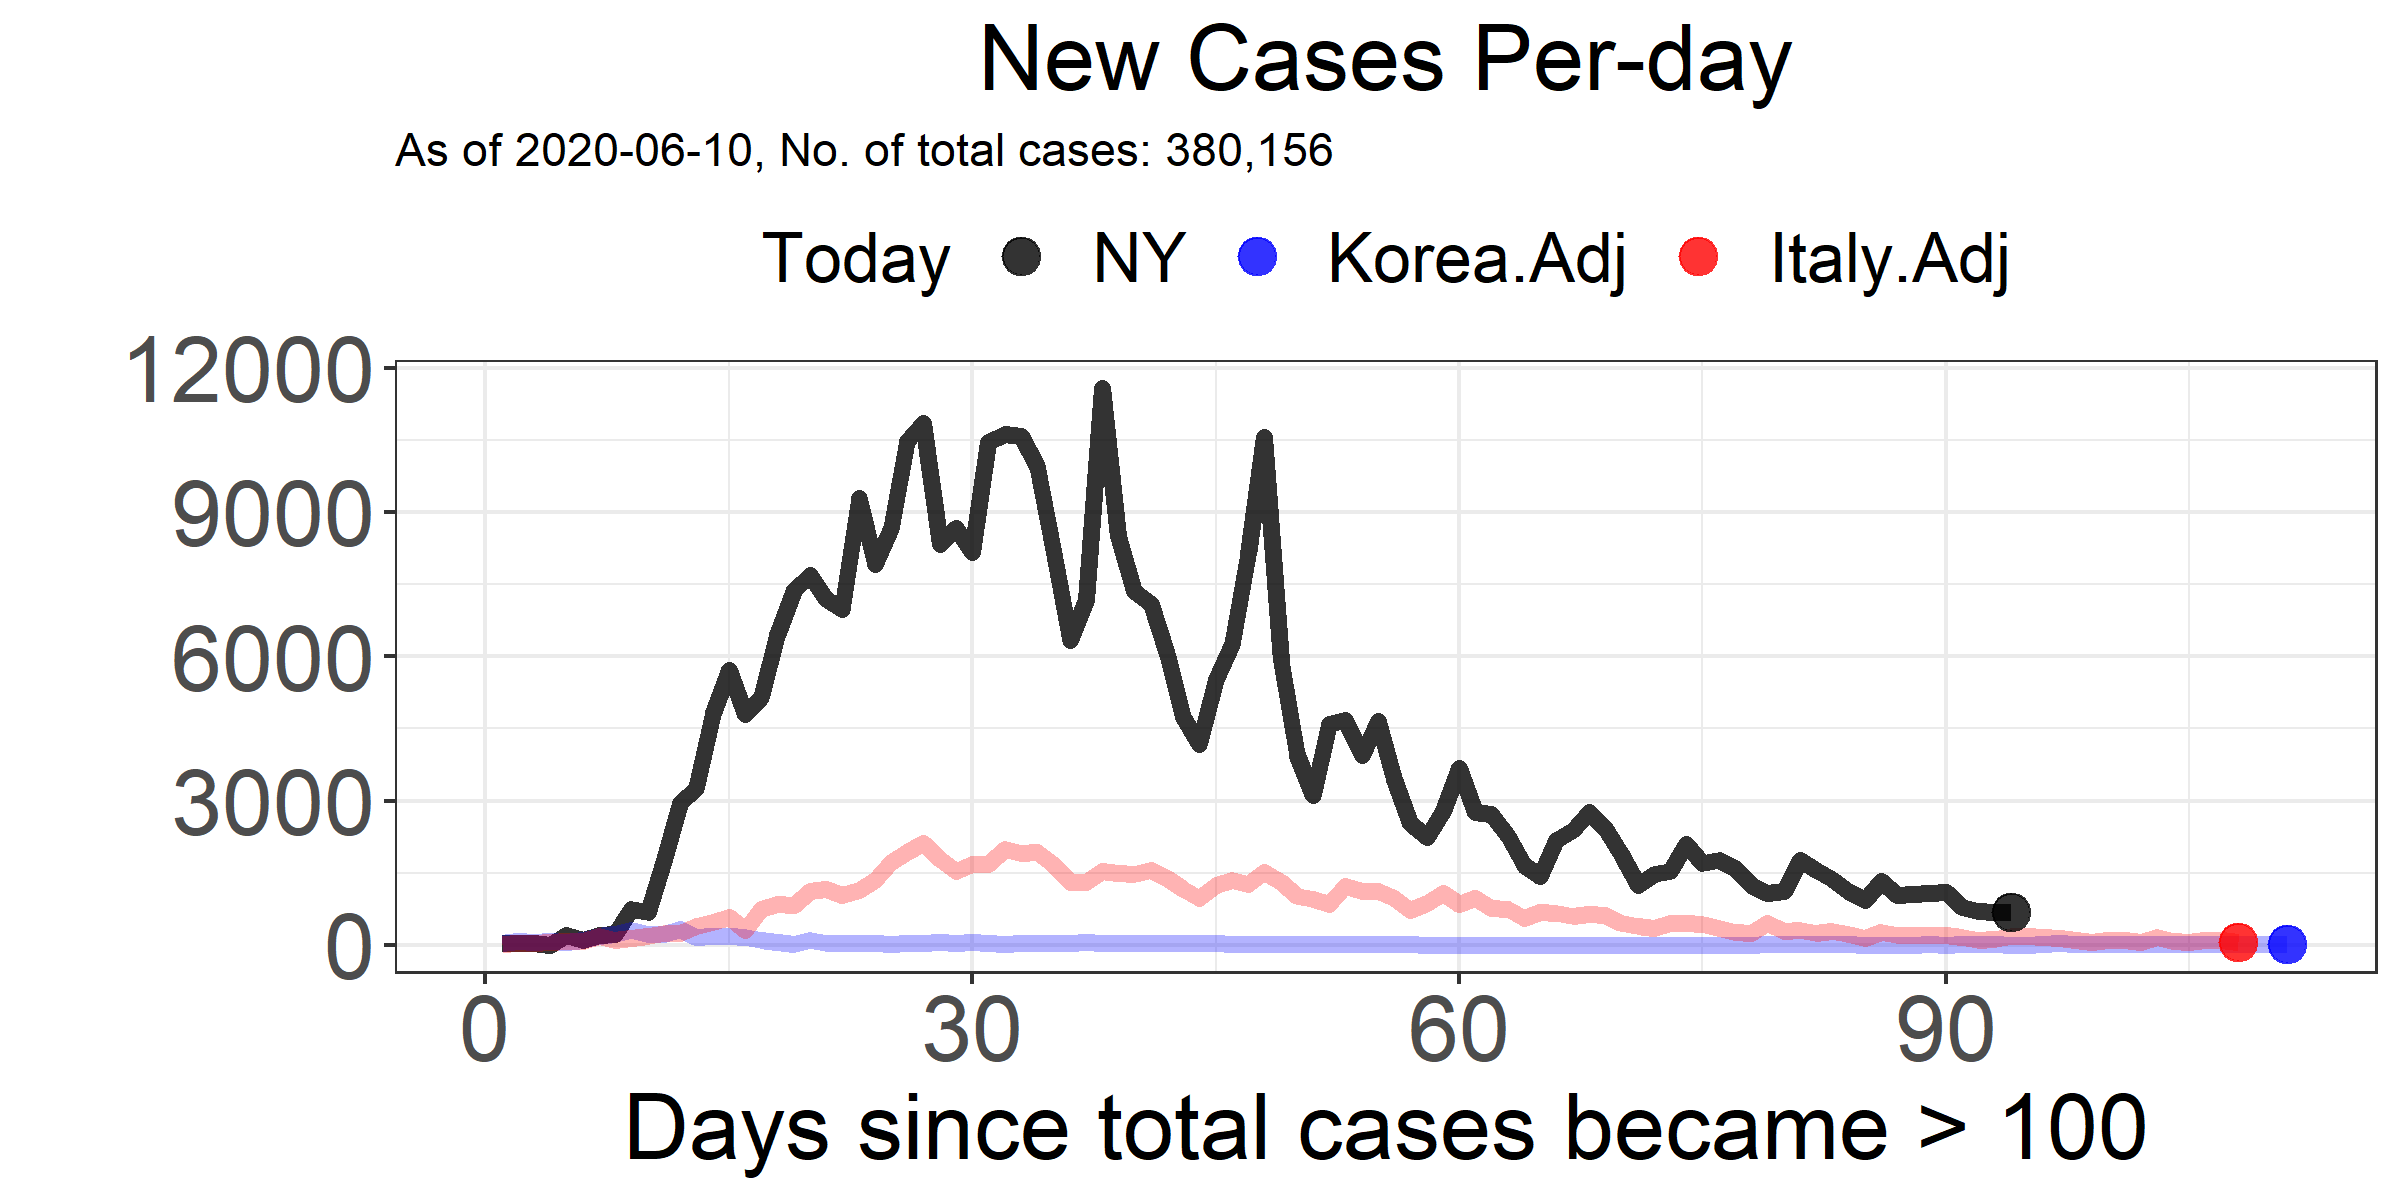 New Cases Per-day
As of 2020-06-10, No. of total cases: 380,156
Today NY Korea.Adj Italy.Adj
12000
9000
6000
3000
0
0 30 60 90
Days since total cases became > 100